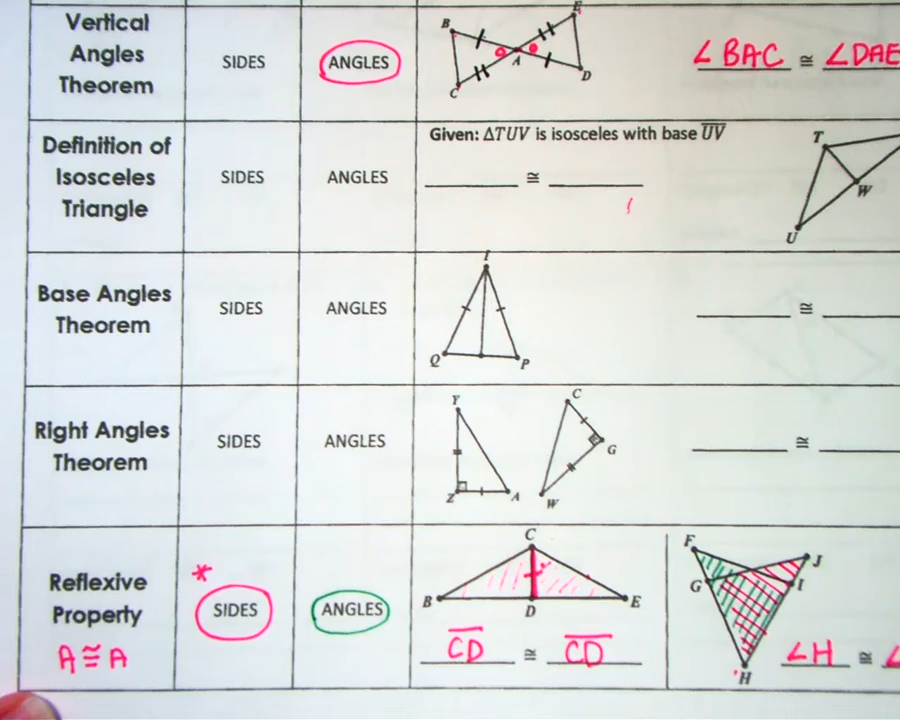 Vertical
Angles
Theorem
SIDES
ANGLES
B
E
A
C
D
∠BAC ≅ ∠DAE
Definition of
Isosceles
Triangle
SIDES
ANGLES
Given: ΔTUV is isosceles with base UV
≅
T
W
U
Base Angles
Theorem
SIDES
ANGLES
I
Q
P
≅
Right Angles
Theorem
SIDES
ANGLES
Y
Z
A
C
G
W
≅
Reflexive
Property
A ≅ A
*
SIDES
ANGLES
C
B
D
E
CD ≅ CD
F
J
G
I
H
∠H ≅ ∠